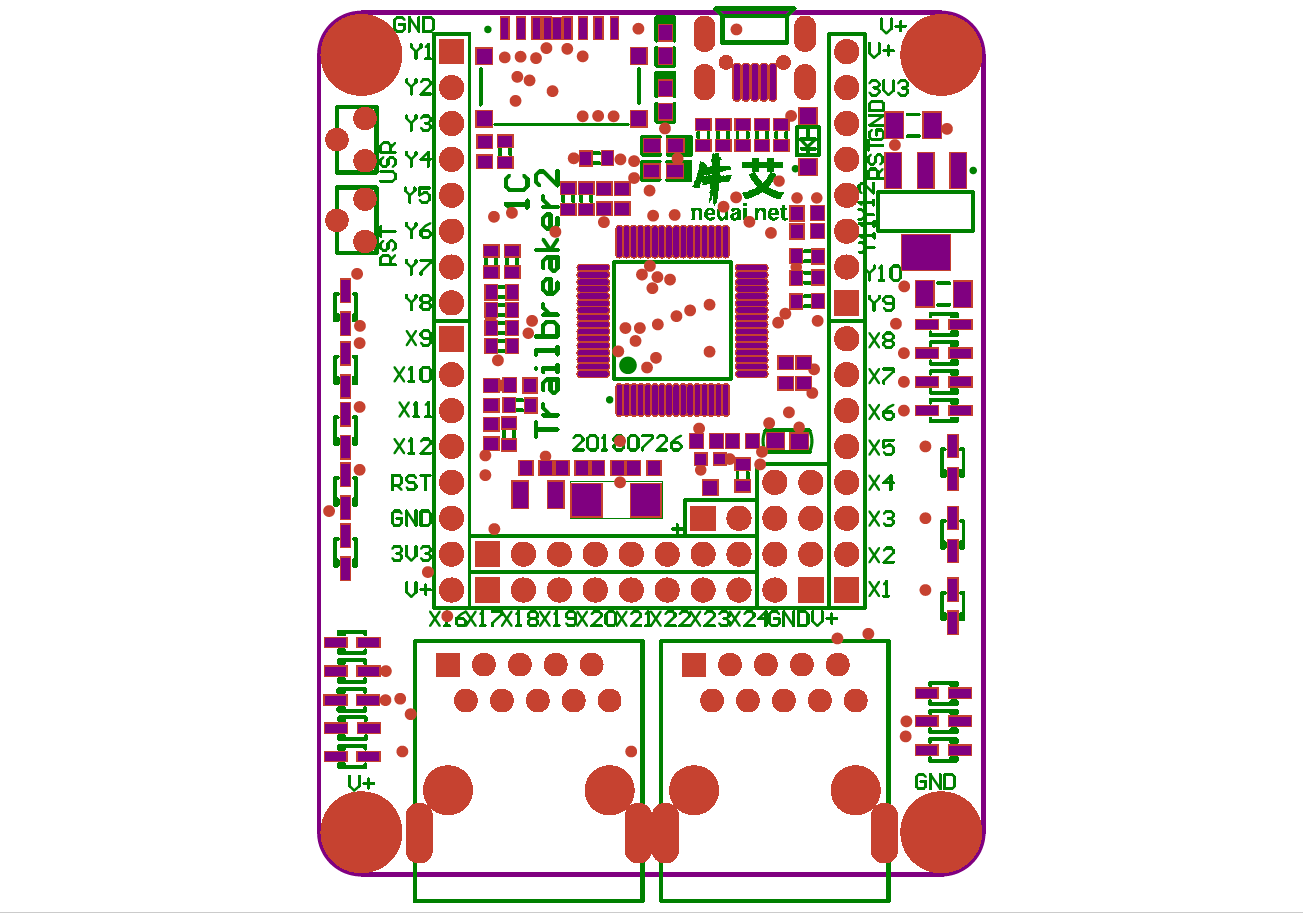 GND
V+
Y1
V+
Y2
3V3
Y3
GND
Y4
RST
USR
1C
Y5
Y12
Y6
Y11
RST
Y7
Y10
Y8
Y9
Trailbreaker2
nedai.net
X9
X8
X10
X7
X11
X6
X12
20190726
X5
RST
X4
GND
X3
+
3V3
X2
V+
X1
X16 X17 X18 X19 X20 X21 X22 X23 X24 GND V+
V+
GND